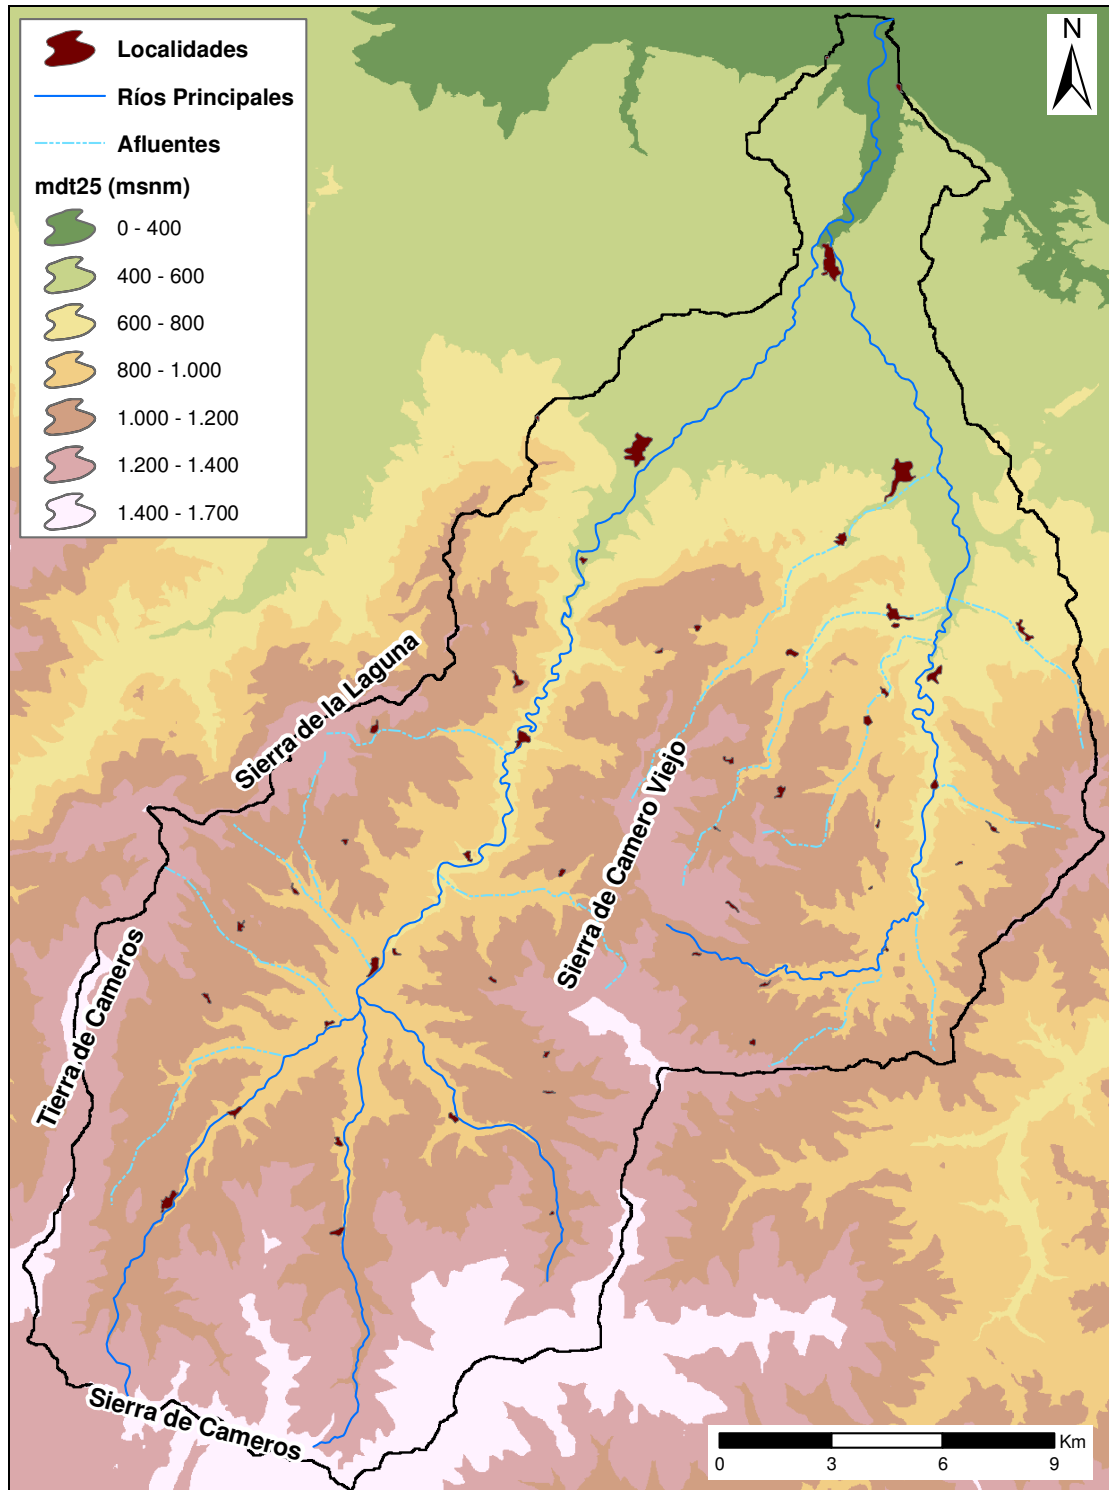 Localidades
Ríos Principales
Afluentes
mdt25 (msnm)
0 - 400
400 - 600
600 - 800
800 - 1.000
1.000 - 1.200
1.200 - 1.400
1.400 - 1.700
N
Sierra de la Laguna
Sierra de Camero Viejo
Tierra de Cameros
Sierra de Cameros
Km
0 3 6 9